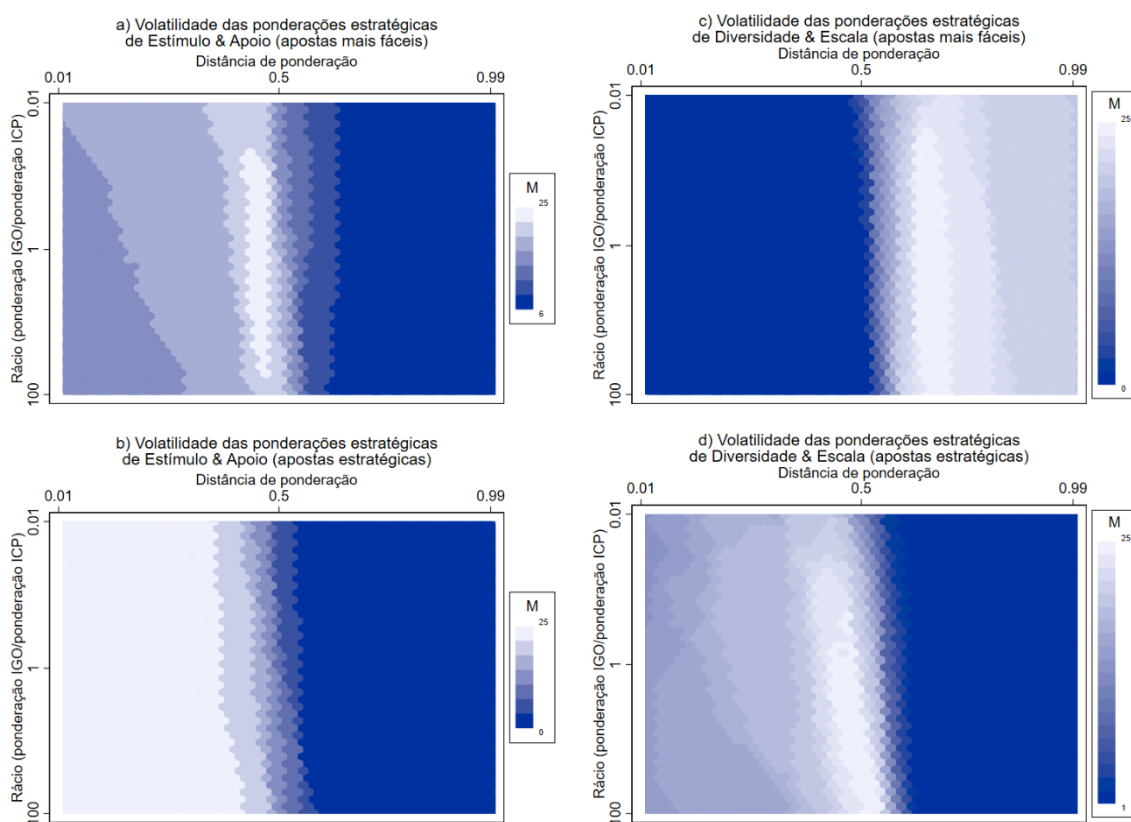 a) Volatilidade das ponderações estratégicas
de Estímulo & Apoio (apostas mais fáceis)
Distância de ponderação
0.01 0.5 0.99
Rácio (ponderação IGO/ponderação ICP)
0.01
1
100
M
25
6
c) Volatilidade das ponderações estratégicas
de Diversidade & Escala (apostas mais fáceis)
Distância de ponderação
0.01 0.5 0.99
Rácio (ponderação IGO/ponderação ICP)
0.01
1
100
M
25
0
b) Volatilidade das ponderações estratégicas
de Estímulo & Apoio (apostas estratégicas)
Distância de ponderação
0.01 0.5 0.99
Rácio (ponderação IGO/ponderação ICP)
0.01
1
100
M
25
0
d) Volatilidade das ponderações estratégicas
de Diversidade & Escala (apostas estratégicas)
Distância de ponderação
0.01 0.5 0.99
Rácio (ponderação IGO/ponderação ICP)
0.01
1
100
M
25
1